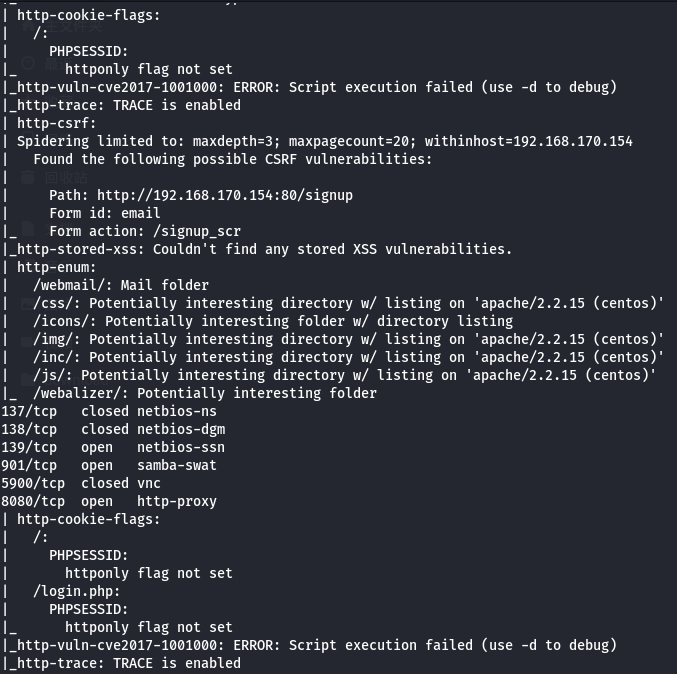 | http-cookie-flags:
|   /:
|     PHPSESSID:
|_      httponly flag not set
|_http-vuln-cve2017-1001000: ERROR: Script execution failed (use -d to debug)
|_http-trace: TRACE is enabled
| http-csrf:
| Spidering limited to: maxdepth=3; maxpagecount=20; withinhost=192.168.170.154
|   Found the following possible CSRF vulnerabilities:
|
|     Path: http://192.168.170.154:80/signup
|     Form id: email
|_    Form action: /signup_scr
|_http-stored-xss: Couldn't find any stored XSS vulnerabilities.
| http-enum:
|   /webmail/: Mail folder
|   /css/: Potentially interesting directory w/ listing on 'apache/2.2.15 (centos)'
|   /icons/: Potentially interesting folder w/ directory listing
|   /img/: Potentially interesting directory w/ listing on 'apache/2.2.15 (centos)'
|   /inc/: Potentially interesting directory w/ listing on 'apache/2.2.15 (centos)'
|   /js/: Potentially interesting directory w/ listing on 'apache/2.2.15 (centos)'
|_  /webalizer/: Potentially interesting folder
137/tcp   closed netbios-ns
138/tcp   closed netbios-dgm
139/tcp   open   netbios-ssn
901/tcp   open   samba-swat
5900/tcp  closed vnc
8080/tcp  open   http-proxy
| http-cookie-flags:
|   /:
|     PHPSESSID:
|       httponly flag not set
|   /login.php:
|     PHPSESSID:
|_      httponly flag not set
|_http-vuln-cve2017-1001000: ERROR: Script execution failed (use -d to debug)
|_http-trace: TRACE is enabled